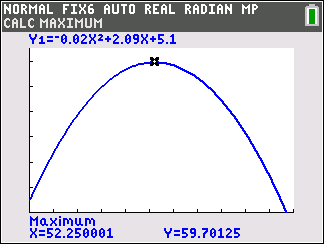 NORMAL FIX6 AUTO REAL RADIAN MP
CALC MAXIMUM
Y1=-0.02X²+2.09X+5.1
Maximum
X=52.250001 Y=59.70125